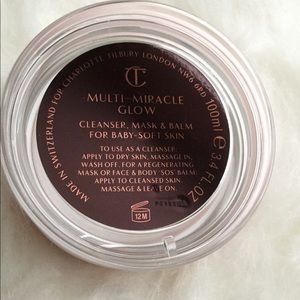 CT
MULTI-MIRACLE
GLOW
CLEANSER, MASK & BALM
FOR BABY-SOFT SKIN
TO USE AS A CLEANSER:
APPLY TO DRY SKIN, MASSAGE IN,
WASH OFF. FOR A REGENERATING
MASK OR FACE & BODY 'SOS' BALM:
APPLY TO CLEANSED SKIN.
MASSAGE & LEAVE ON.
12M
MADE IN SWITZERLAND FOR CHARLOTTE TILBURY LONDON NW6 6RD
100ml ℮ 3.4 FL.OZ